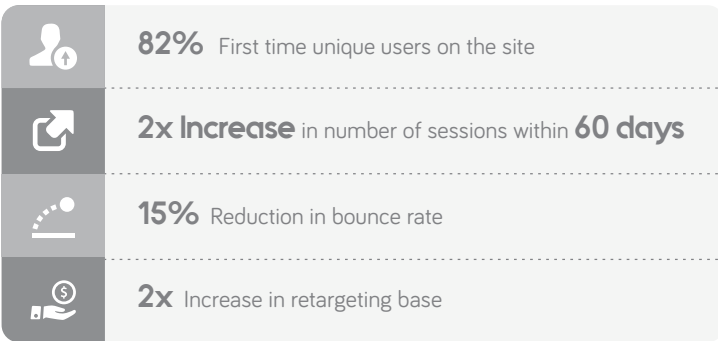 82% First time unique users on the site
2x Increase in number of sessions within 60 days
15% Reduction in bounce rate
$
2x Increase in retargeting base